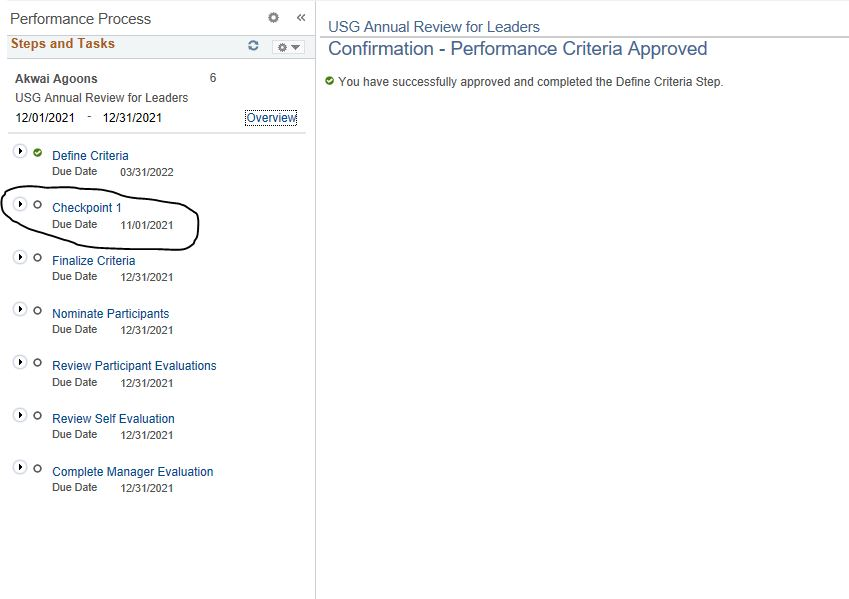 Performance Process
Steps and Tasks
Akwai Agoons 6
USG Annual Review for Leaders
12/01/2021 - 12/31/2021 Overview
Define Criteria
Due Date 03/31/2022
Checkpoint 1
Due Date 11/01/2021
Finalize Criteria
Due Date 12/31/2021
Nominate Participants
Due Date 12/31/2021
Review Participant Evaluations
Due Date 12/31/2021
Review Self Evaluation
Due Date 12/31/2021
Complete Manager Evaluation
Due Date 12/31/2021
USG Annual Review for Leaders
Confirmation - Performance Criteria Approved
You have successfully approved and completed the Define Criteria Step.